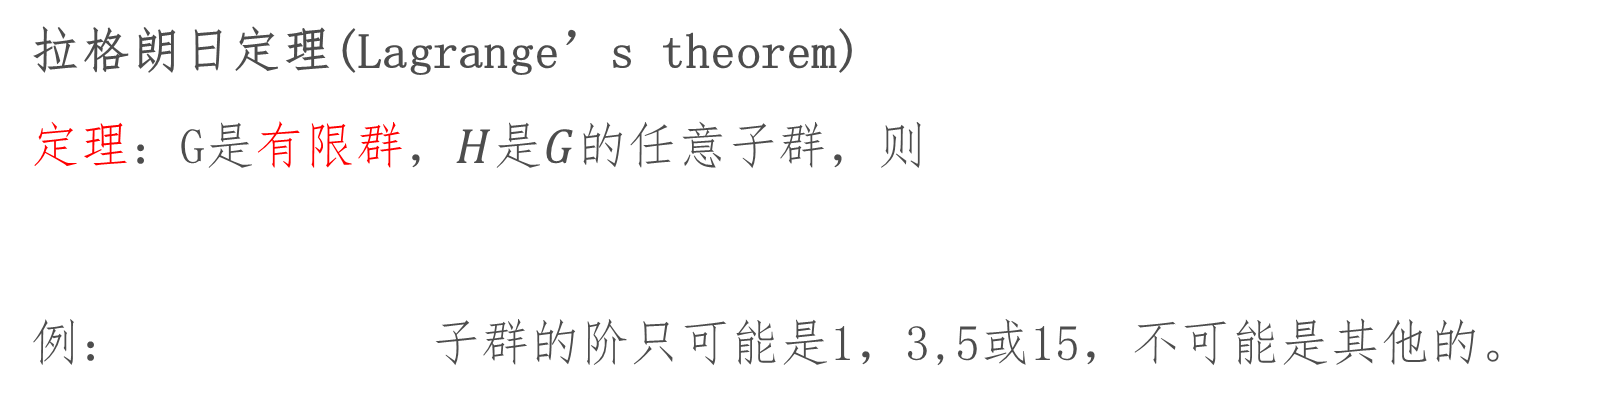 拉格朗日定理(Lagrange’s theorem)
定理：G是有限群，H是G的任意子群，则
例： 子群的阶只可能是1，3,5或15，不可能是其他的。